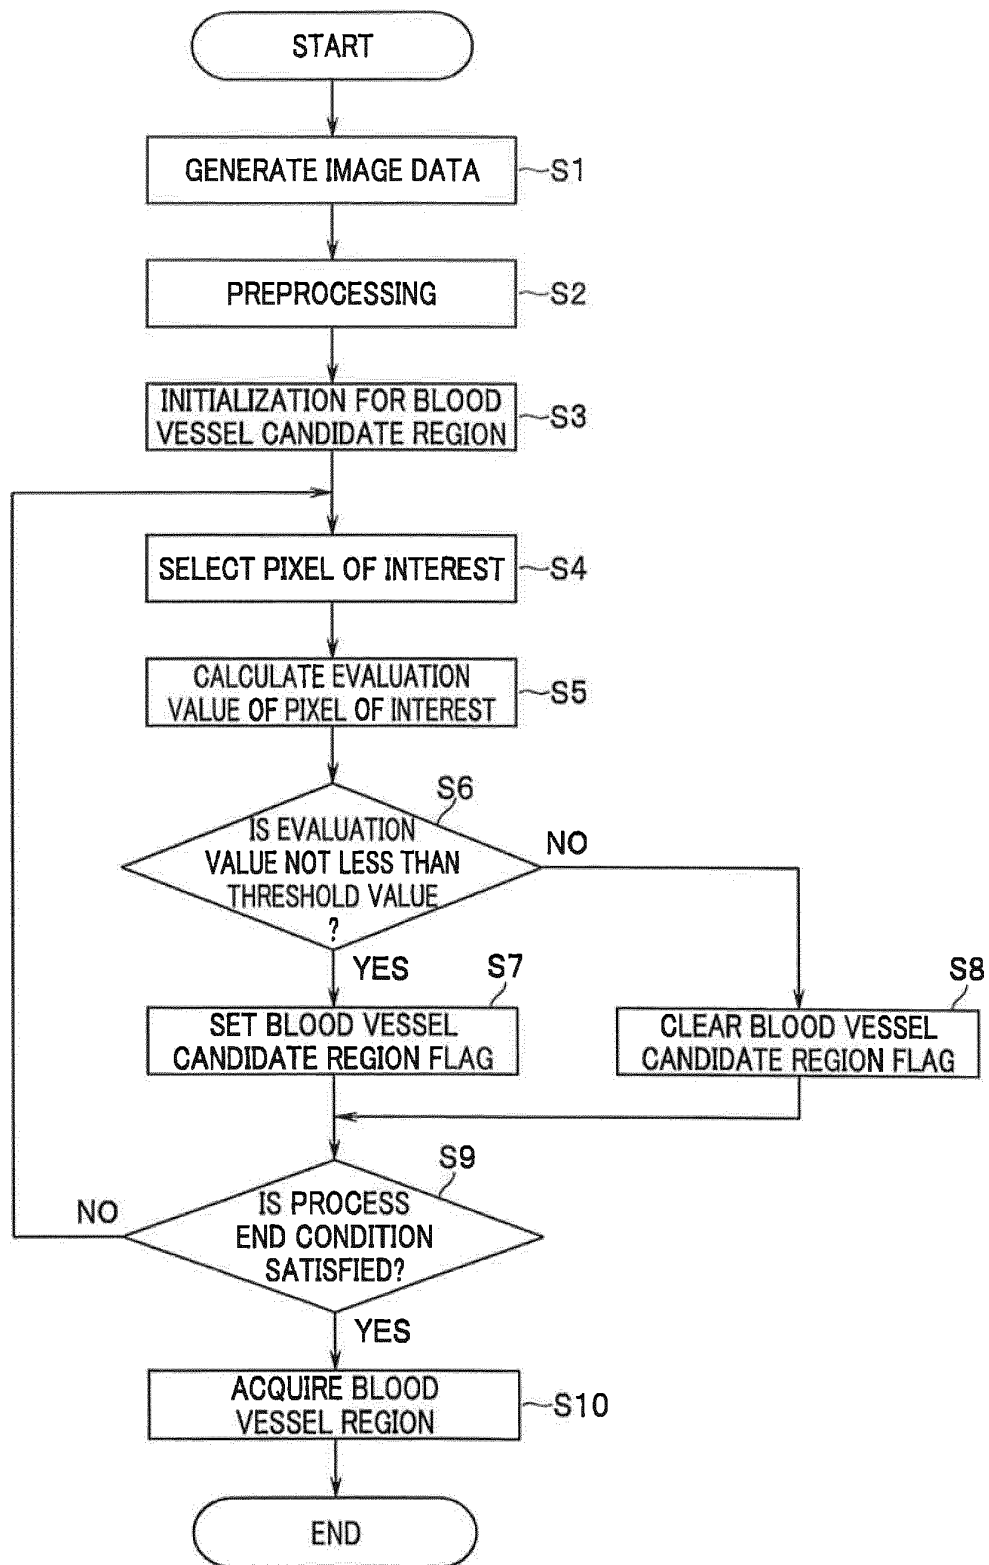 START
GENERATE IMAGE DATA
S1
PREPROCESSING
S2
INITIALIZATION FOR BLOOD
VESSEL CANDIDATE REGION
S3
SELECT PIXEL OF INTEREST
S4
CALCULATE EVALUATION
VALUE OF PIXEL OF INTEREST
S5
S6
IS EVALUATION
VALUE NOT LESS THAN
THRESHOLD VALUE
?
NO
YES
S7
SET BLOOD VESSEL
CANDIDATE REGION FLAG
S8
CLEAR BLOOD VESSEL
CANDIDATE REGION FLAG
S9
IS PROCESS
END CONDITION
SATISFIED?
NO
YES
ACQUIRE BLOOD
VESSEL REGION
S10
END